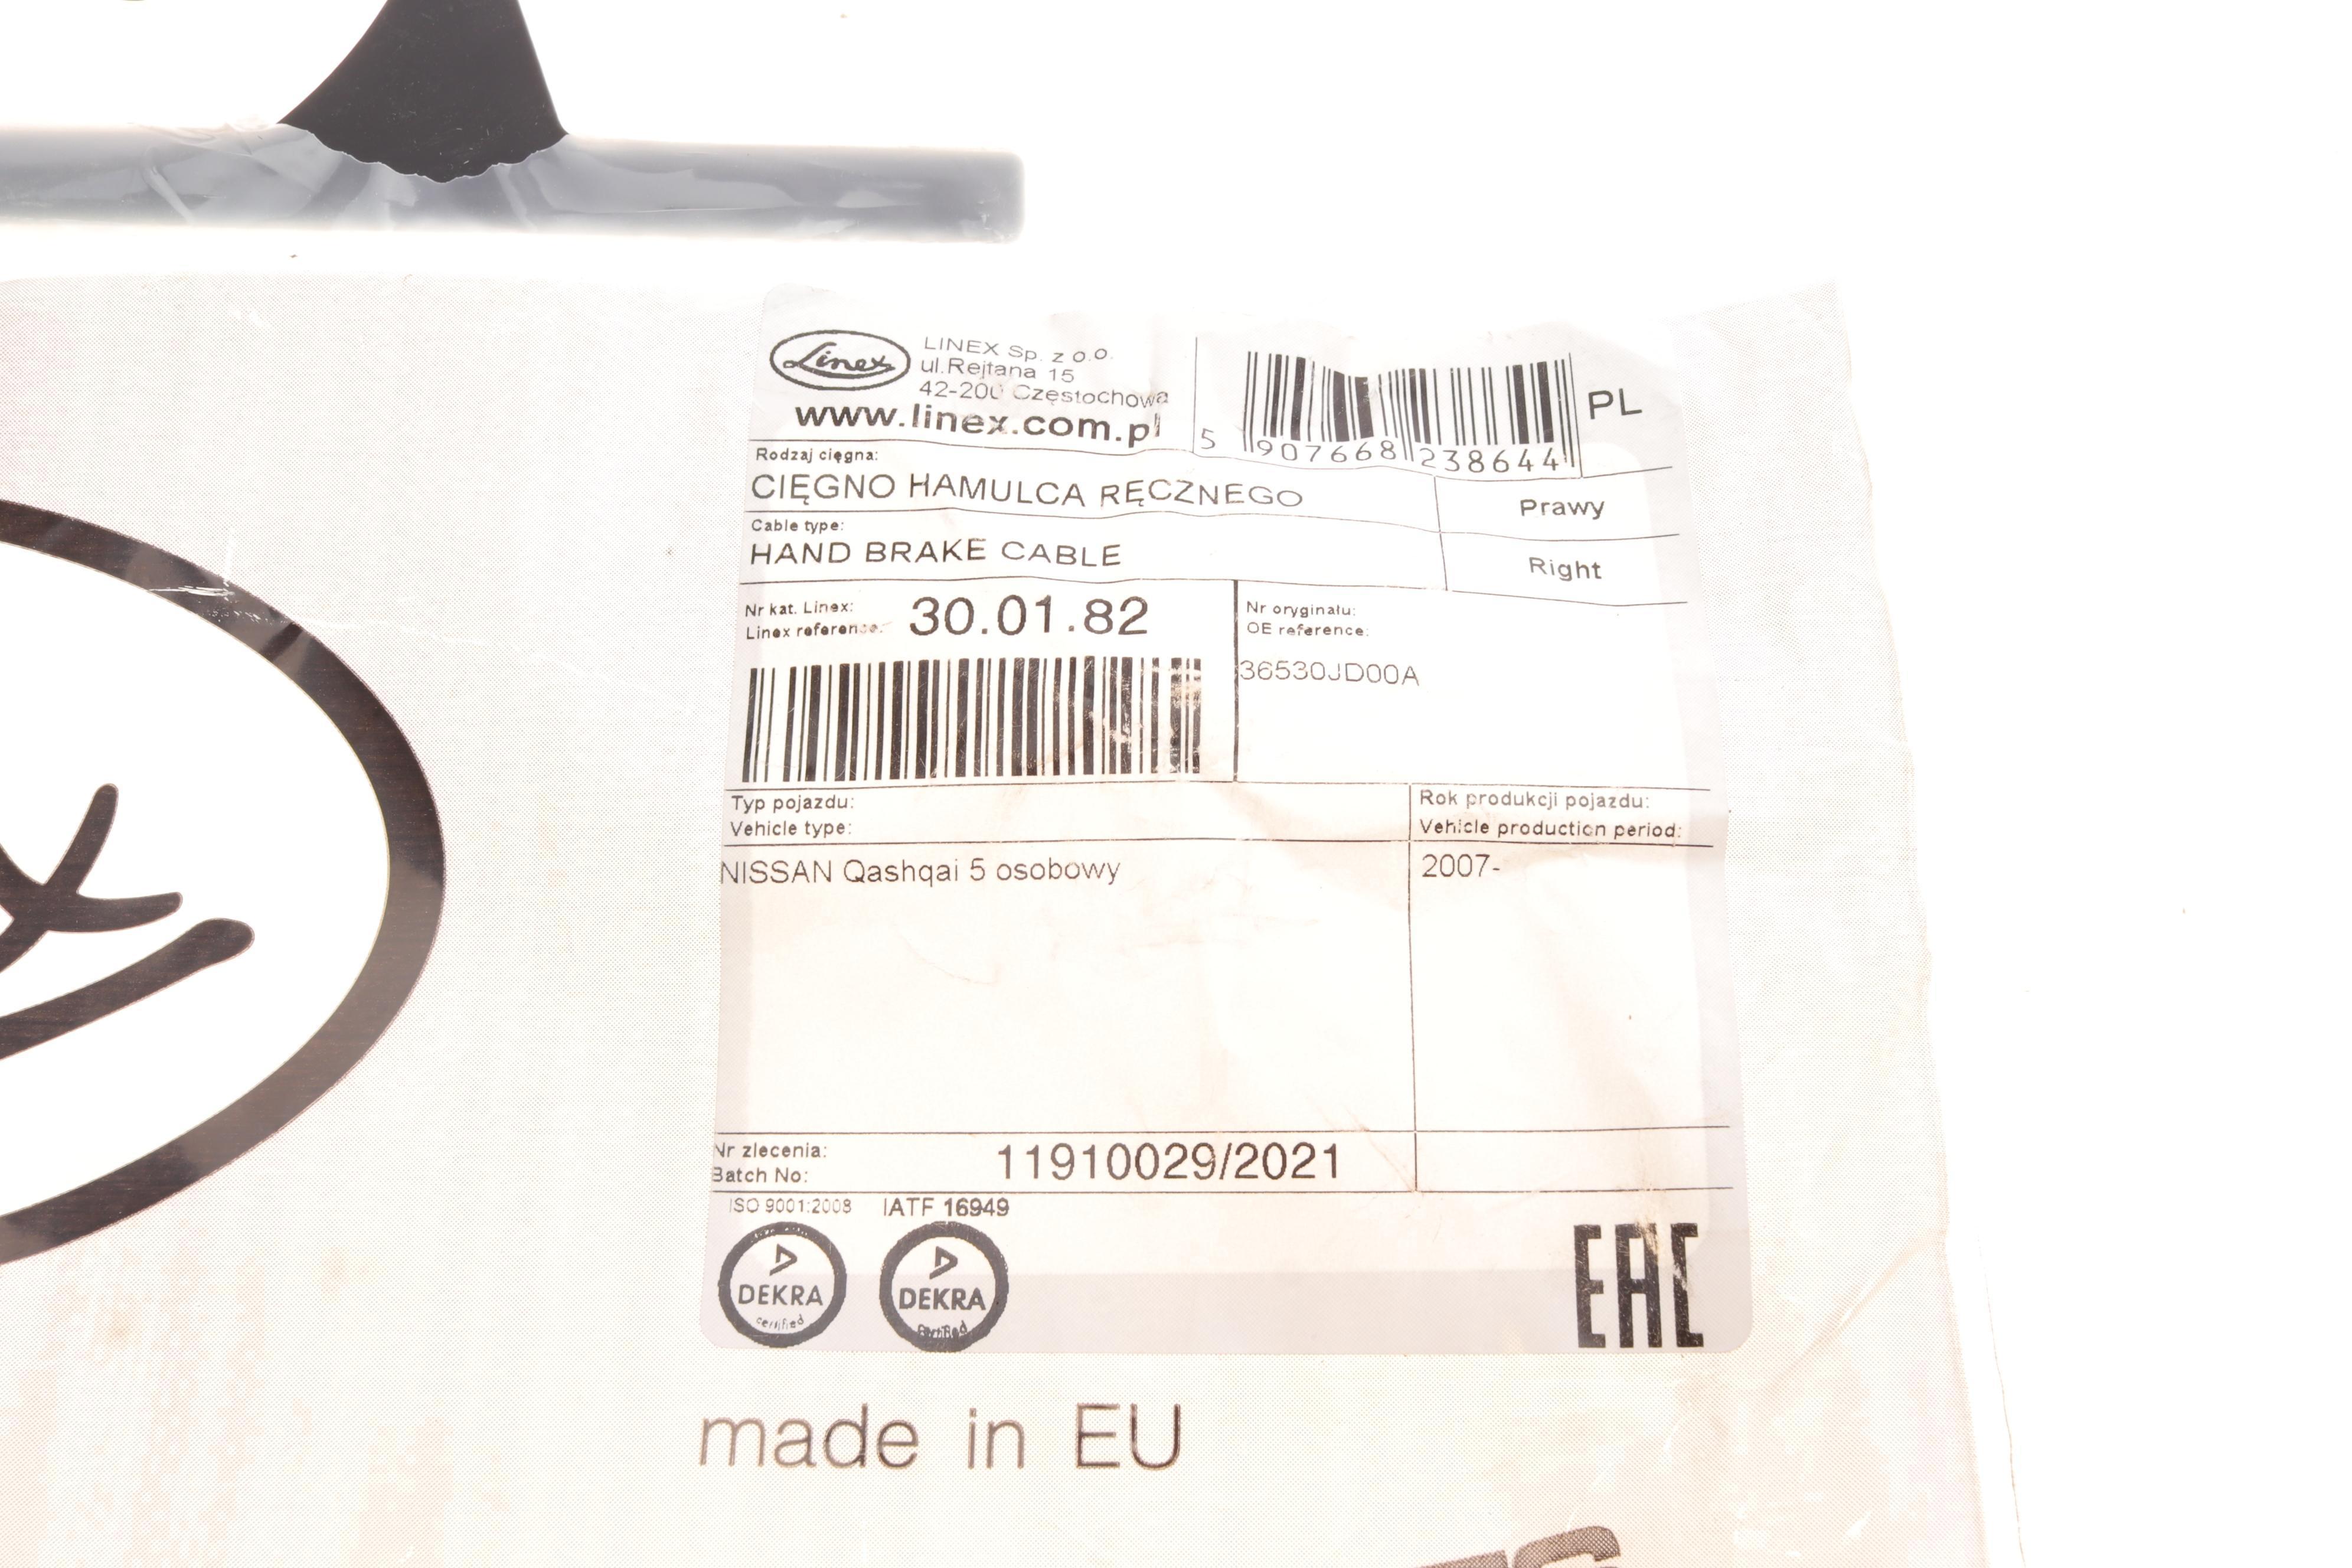 Linex
LINEX Sp. z o.o.
ul.Rejtana 15
42-200 Częstochowa
www.linex.com.pl
5 907668 238644
PL
Rodzaj cięgna:
CIĘGNO HAMULCA RĘCZNEGO
Prawy
Cable type:
HAND BRAKE CABLE
Right
Nr kat. Linex:
Linex reference:
30.01.82
Nr oryginału:
OE reference:
36530JD00A
Typ pojazdu:
Vehicle type:
Rok produkcji pojazdu:
Vehicle production period:
NISSAN Qashqai 5 osobowy
2007-
Nr zlecenia:
Batch No:
11910029/2021
ISO 9001:2008
IATF 16949
DEKRA
certified
DEKRA
certified
EAC
made in EU